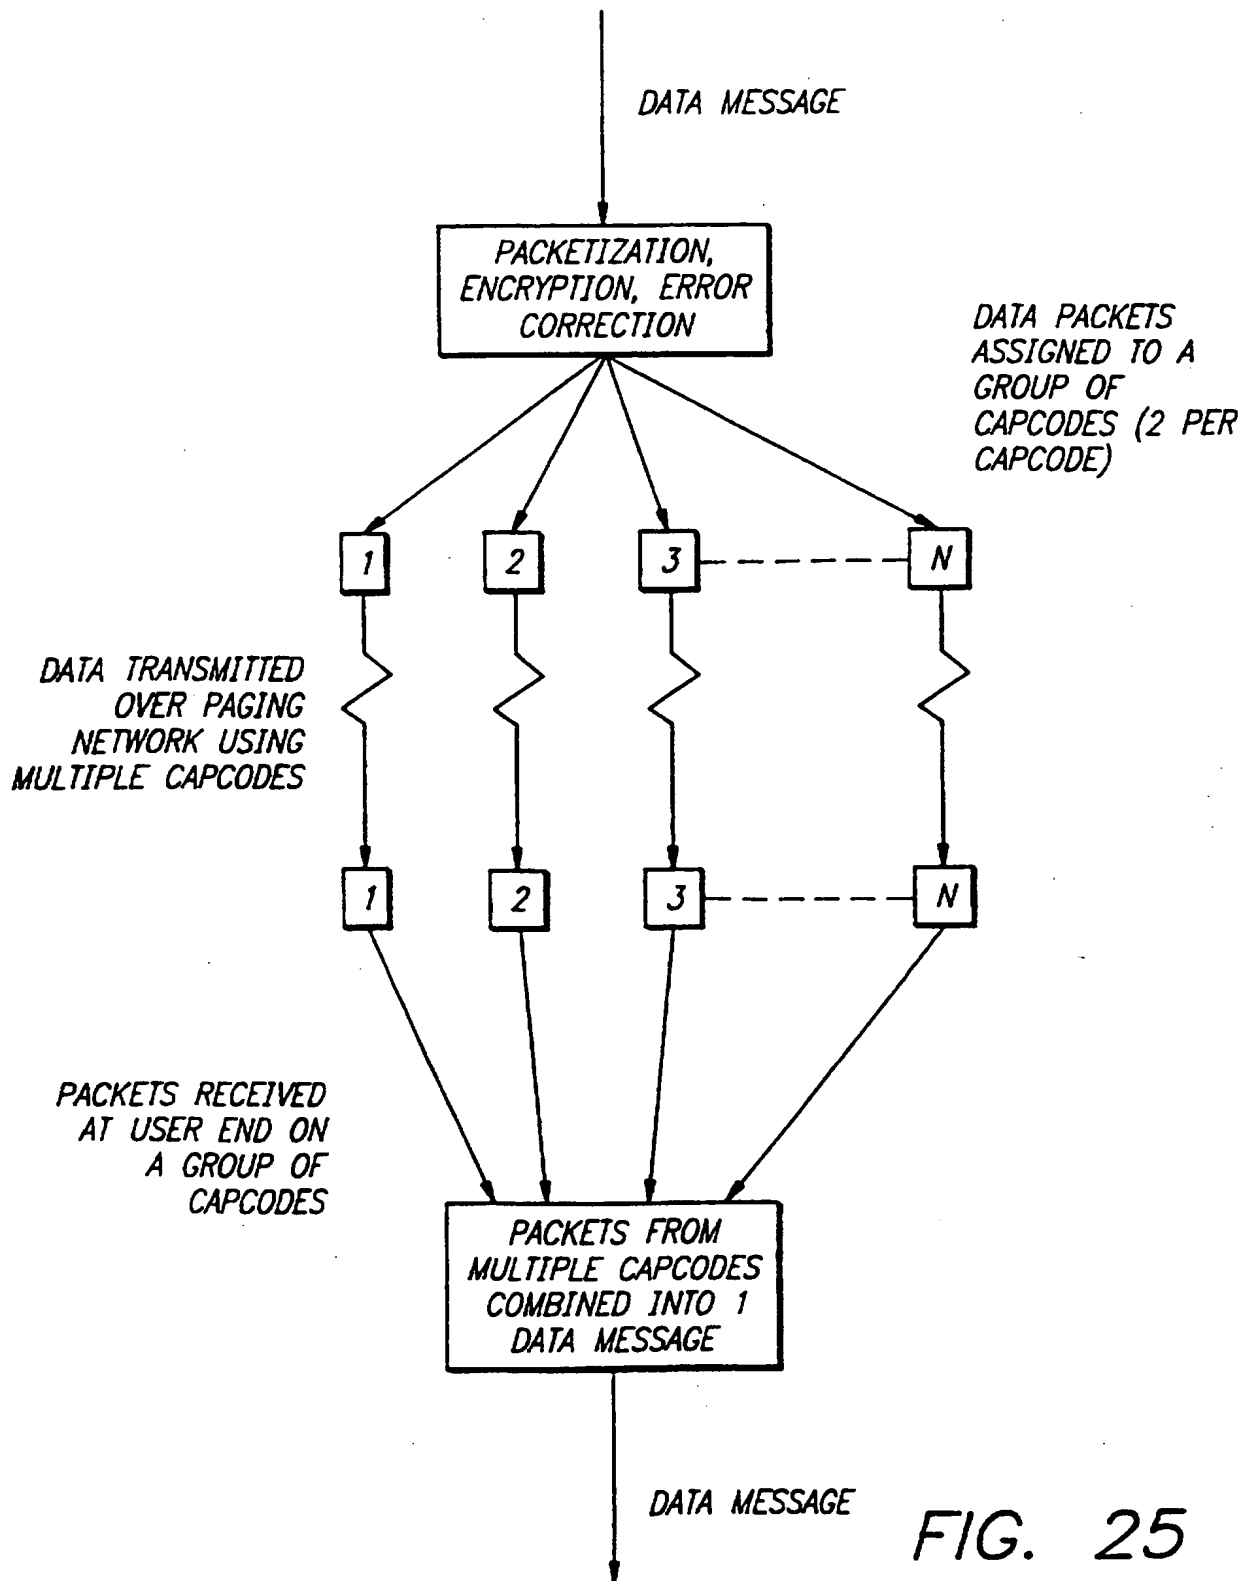 DATA MESSAGE
PACKETIZATION,
ENCRYPTION, ERROR
CORRECTION
DATA PACKETS
ASSIGNED TO A
GROUP OF
CAPCODES (2 PER
CAPCODE)
1 2 3 N
DATA TRANSMITTED
OVER PAGING
NETWORK USING
MULTIPLE CAPCODES
1 2 3 N
PACKETS RECEIVED
AT USER END ON
A GROUP OF
CAPCODES
PACKETS FROM
MULTIPLE CAPCODES
COMBINED INTO 1
DATA MESSAGE
DATA MESSAGE
FIG. 25